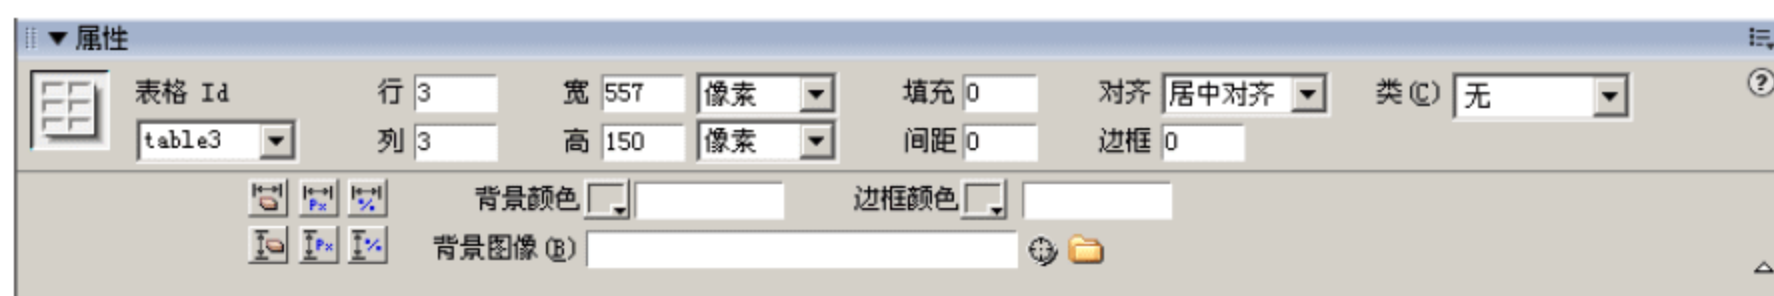 属性
表格 Id 行 3 宽 557 像素 填充 0 对齐 居中对齐 类(C) 无
table3 列 3 高 150 像素 间距 0 边框 0
背景颜色 边框颜色
背景图像(B)